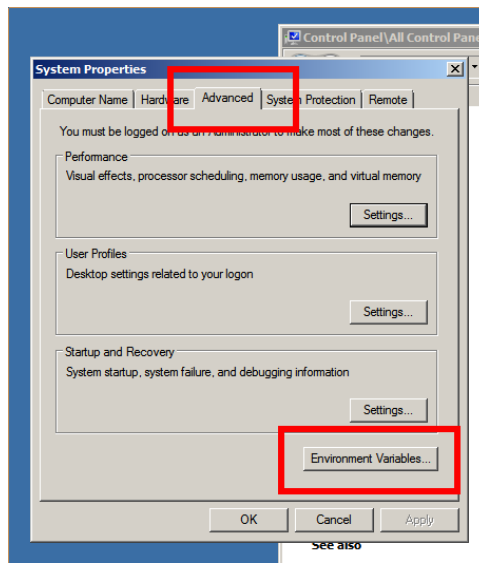 Control Panel\All Control Pane
System Properties
Computer Name Hardware Advanced System Protection Remote
You must be logged on as an Administrator to make most of these changes.
Performance
Visual effects, processor scheduling, memory usage, and virtual memory
Settings...
User Profiles
Desktop settings related to your logon
Settings...
Startup and Recovery
System startup, system failure, and debugging information
Settings...
Environment Variables...
OK Cancel Apply
See also